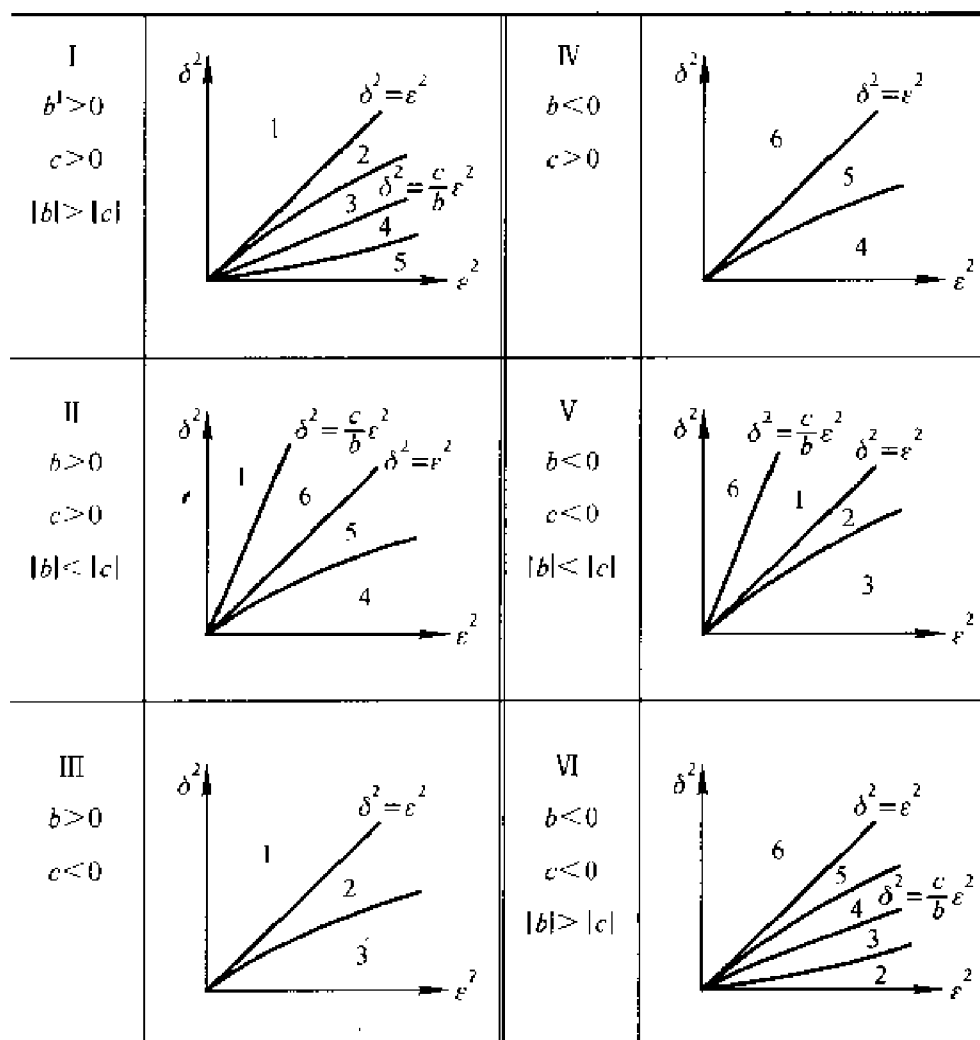 I
b¹>0
c>0
|b|>|c|
δ²
δ²=ε²
1
2
δ²=c/b ε²
3
4
5
ε²
IV
b<0
c>0
δ²
δ²=ε²
6
5
4
ε²
II
b>0
c>0
|b|<|c|
δ²
δ²=c/b ε²
δ²=ε²
1
6
5
4
ε²
V
b<0
c<0
|b|<|c|
δ²
δ²=c/b ε²
δ²=ε²
6
1
2
3
ε²
III
b>0
c<0
δ²
δ²=ε²
1
2
3
ε²
VI
b<0
c<0
|b|>|c|
δ²
δ²=ε²
6
5
δ²=c/b ε²
4
3
2
ε²